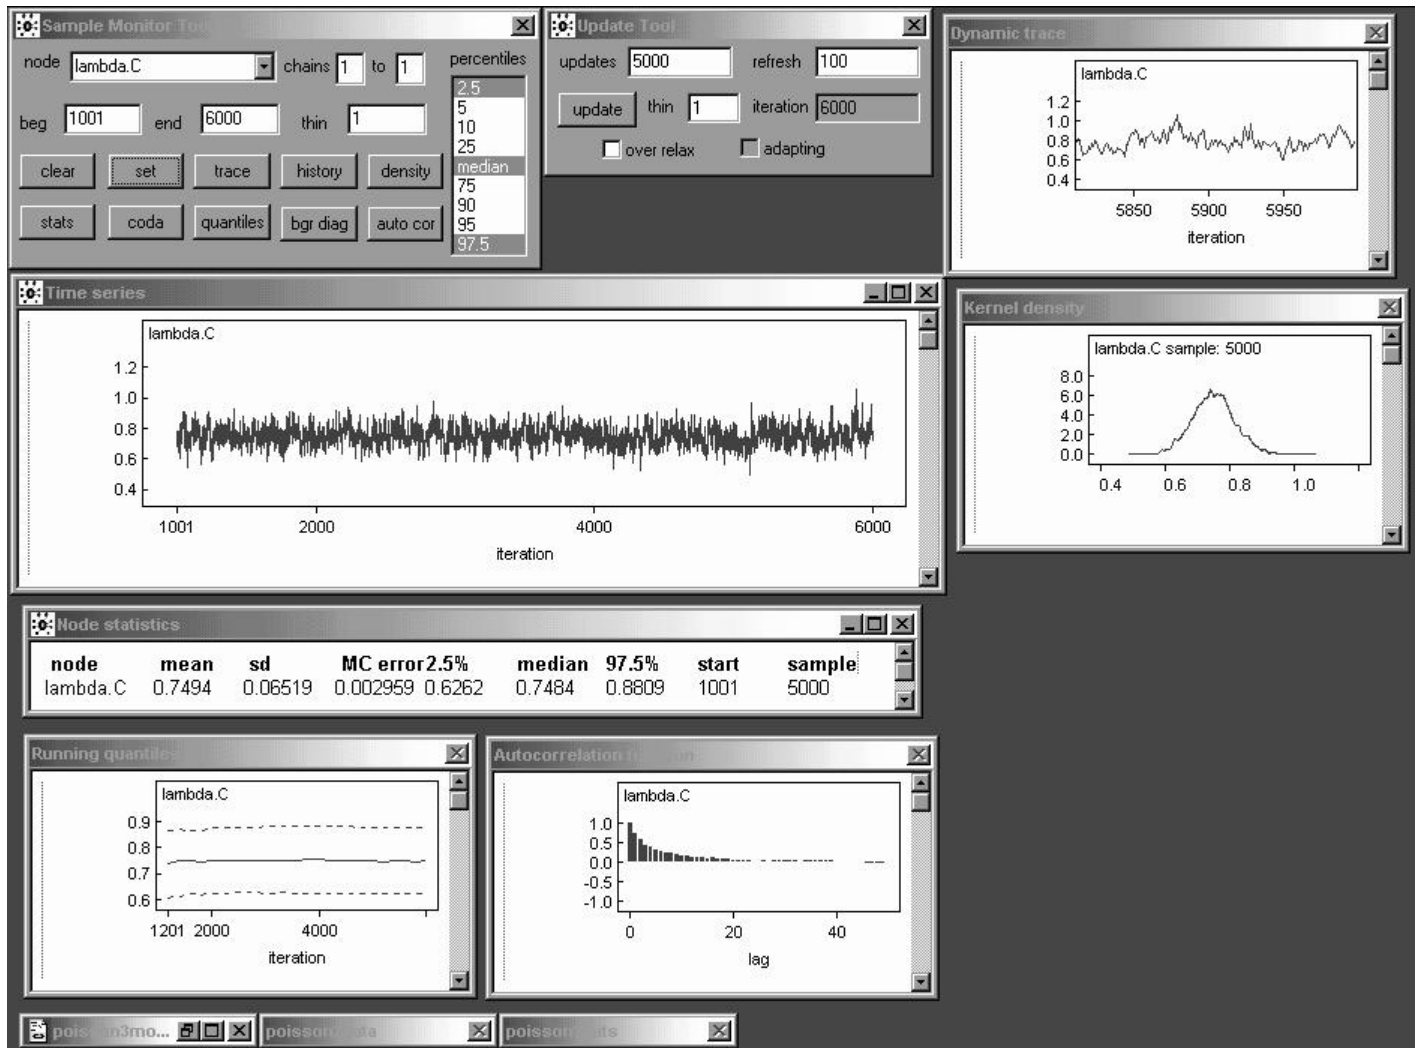 Sample Monitor Tool
node lambda.C chains 1 to 1 percentiles
2.5
5
10
25
median
75
90
95
97.5
beg 1001 end 6000 thin 1
clear set trace history density
stats coda quantiles bgr diag auto cor
Update Tool
updates 5000 refresh 100
update thin 1 iteration 6000
over relax adapting
Dynamic trace
lambda.C
1.2
1.0
0.8
0.6
0.4
5850 5900 5950
iteration
Time series
lambda.C
1.2
1.0
0.8
0.6
0.4
1001 2000 4000 6000
iteration
Kernel density
lambda.C sample: 5000
8.0
6.0
4.0
2.0
0.0
0.4 0.6 0.8 1.0
Node statistics
node mean sd MC error 2.5% median 97.5% start sample
lambda.C 0.7494 0.06519 0.002959 0.6262 0.7484 0.8809 1001 5000
Running quantiles
lambda.C
0.9
0.8
0.7
0.6
1201 2000 4000
iteration
Autocorrelation function
lambda.C
1.0
0.5
0.0
-0.5
-1.0
0 20 40
lag